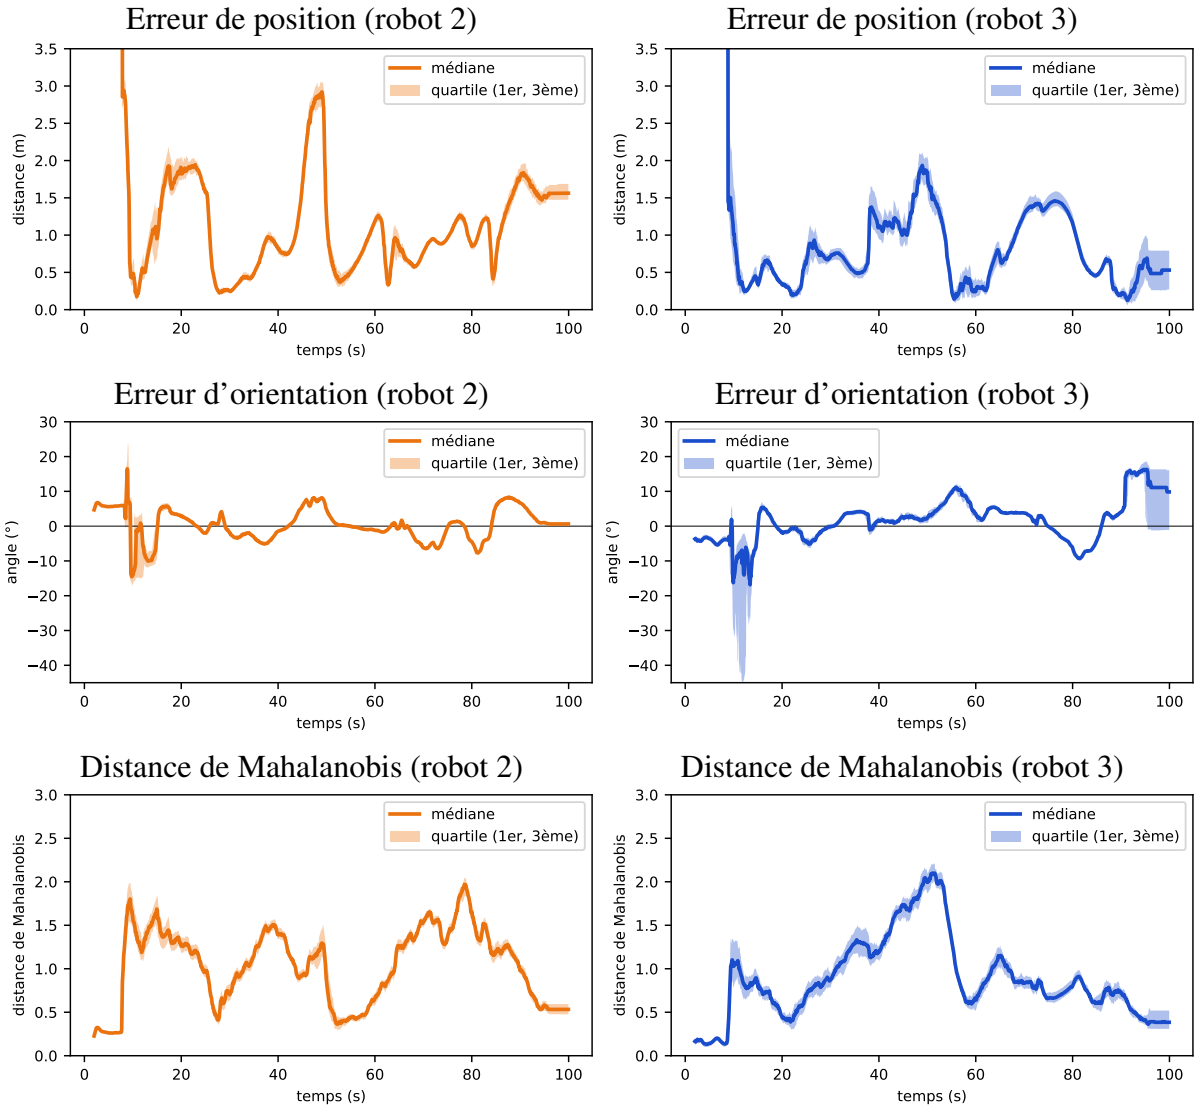 Erreur de position (robot 2)
3.5
3.0
2.5
2.0
1.5
1.0
0.5
0.0
distance (m)
médiane
quartile (1er, 3ème)
0 20 40 60 80 100
temps (s)
Erreur de position (robot 3)
3.5
3.0
2.5
2.0
1.5
1.0
0.5
0.0
distance (m)
médiane
quartile (1er, 3ème)
0 20 40 60 80 100
temps (s)
Erreur d’orientation (robot 2)
30
20
10
0
−10
−20
−30
−40
angle (°)
médiane
quartile (1er, 3ème)
0 20 40 60 80 100
temps (s)
Erreur d’orientation (robot 3)
30
20
10
0
−10
−20
−30
−40
angle (°)
médiane
quartile (1er, 3ème)
0 20 40 60 80 100
temps (s)
Distance de Mahalanobis (robot 2)
3.0
2.5
2.0
1.5
1.0
0.5
0.0
distance de Mahalanobis
médiane
quartile (1er, 3ème)
0 20 40 60 80 100
temps (s)
Distance de Mahalanobis (robot 3)
3.0
2.5
2.0
1.5
1.0
0.5
0.0
distance de Mahalanobis
médiane
quartile (1er, 3ème)
0 20 40 60 80 100
temps (s)